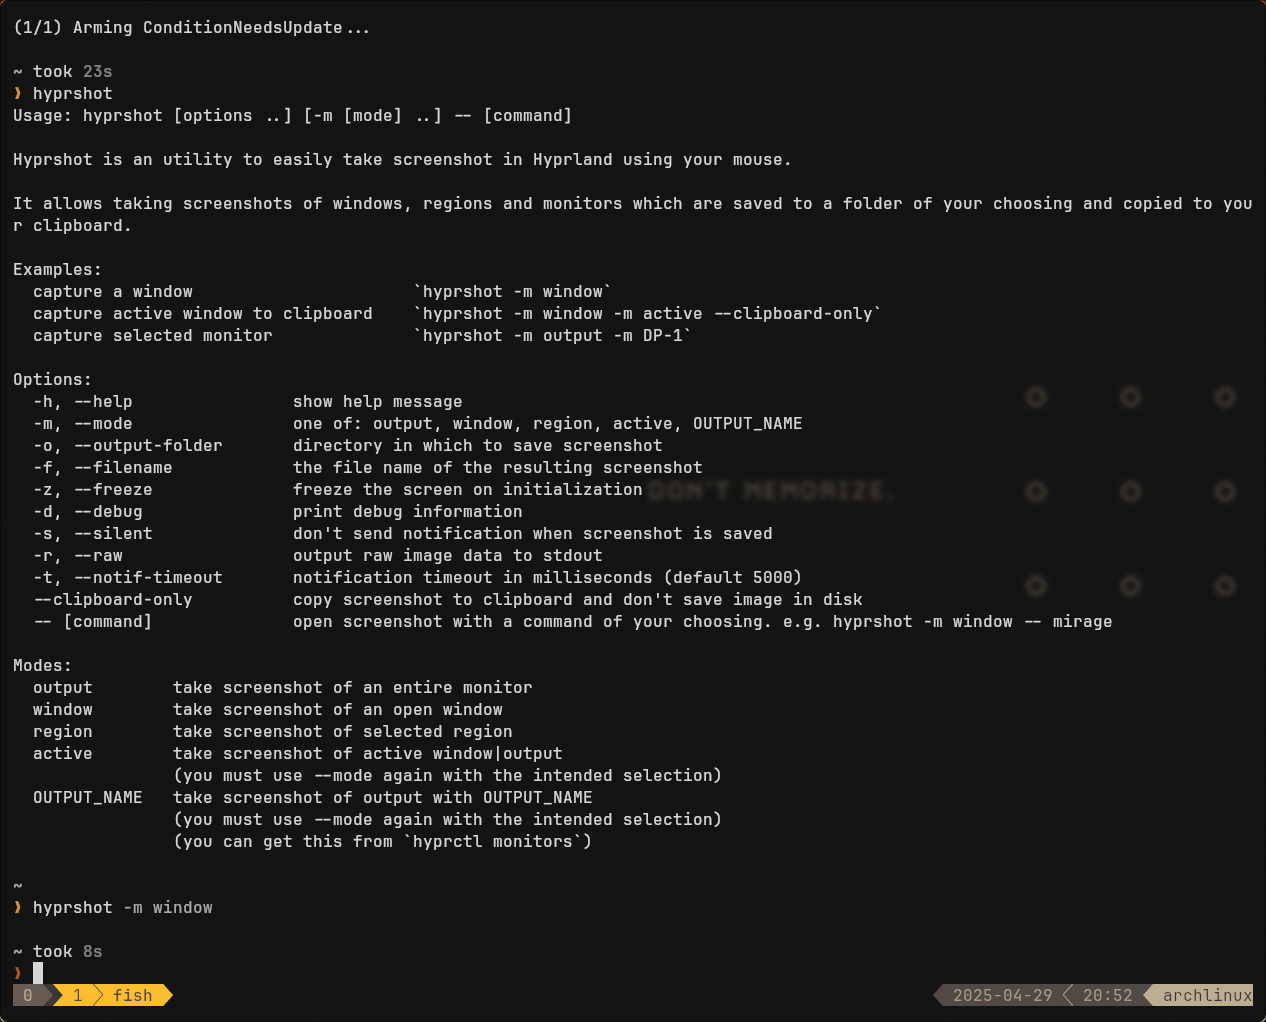 (1/1) Arming ConditionNeedsUpdate...
~ took 23s
❱ hyprshot
Usage: hyprshot [options ..] [-m [mode] ..] -- [command]
Hyprshot is an utility to easily take screenshot in Hyprland using your mouse.
It allows taking screenshots of windows, regions and monitors which are saved to a folder of your choosing and copied to you
r clipboard.
Examples:
  capture a window                      `hyprshot -m window`
  capture active window to clipboard    `hyprshot -m window -m active --clipboard-only`
  capture selected monitor              `hyprshot -m output -m DP-1`
Options:
  -h, --help                show help message
  -m, --mode                one of: output, window, region, active, OUTPUT_NAME
  -o, --output-folder       directory in which to save screenshot
  -f, --filename            the file name of the resulting screenshot
  -z, --freeze              freeze the screen on initialization
DON'T MEMORIZE.
  -d, --debug               print debug information
  -s, --silent              don't send notification when screenshot is saved
  -r, --raw                 output raw image data to stdout
  -t, --notif-timeout       notification timeout in milliseconds (default 5000)
  --clipboard-only          copy screenshot to clipboard and don't save image in disk
  -- [command]              open screenshot with a command of your choosing. e.g. hyprshot -m window -- mirage
Modes:
  output        take screenshot of an entire monitor
  window        take screenshot of an open window
  region        take screenshot of selected region
  active        take screenshot of active window|output
                (you must use --mode again with the intended selection)
  OUTPUT_NAME   take screenshot of output with OUTPUT_NAME
                (you must use --mode again with the intended selection)
                (you can get this from `hyprctl monitors`)
~
❱ hyprshot -m window
~ took 8s
❱
0 1 fish 2025-04-29 20:52 archlinux